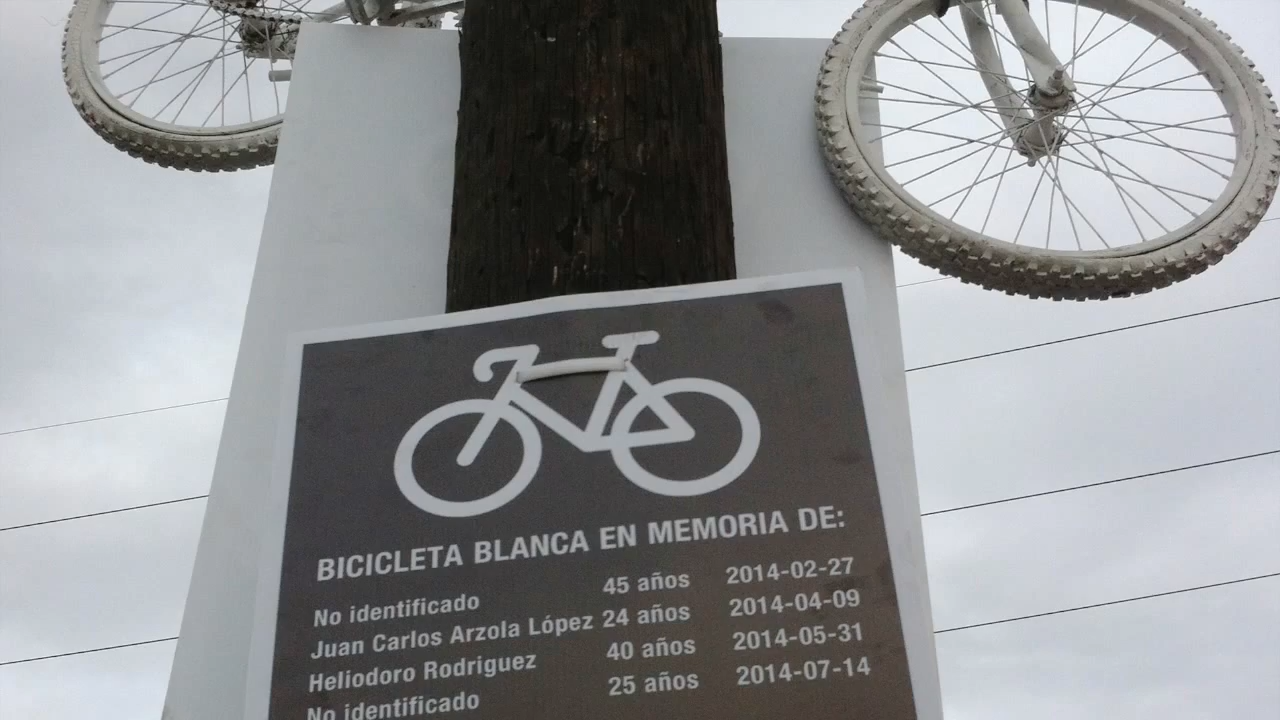 BICICLETA BLANCA EN MEMORIA DE:
No identificado 45 años 2014-02-27
Juan Carlos Arzola López 24 años 2014-04-09
Heliodoro Rodriguez 40 años 2014-05-31
No identificado 25 años 2014-07-14